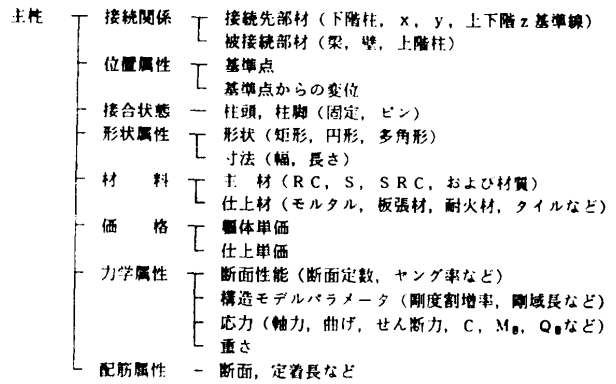 主柱 接続関係 接続先部材（下階柱，x，y，上下階z基準線）
被接続部材（梁，壁，上階柱）
位置属性 基準点
基準点からの変位
接合状態 － 柱頭，柱脚（固定，ピン）
形状属性 形状（矩形，円形，多角形）
寸法（幅，長さ）
材　料 主　材（RC，S，SRC，および材質）
仕上材（モルタル，板張材，耐火材，タイルなど）
価　格 躯体単価
仕上単価
力学属性 断面性能（断面定数，ヤング率など）
構造モデルパラメータ（剛度割増率，剛域長など）
応力（軸力，曲げ，せん断力，C，M，Qなど）
重さ
配筋属性 － 断面，定着長など